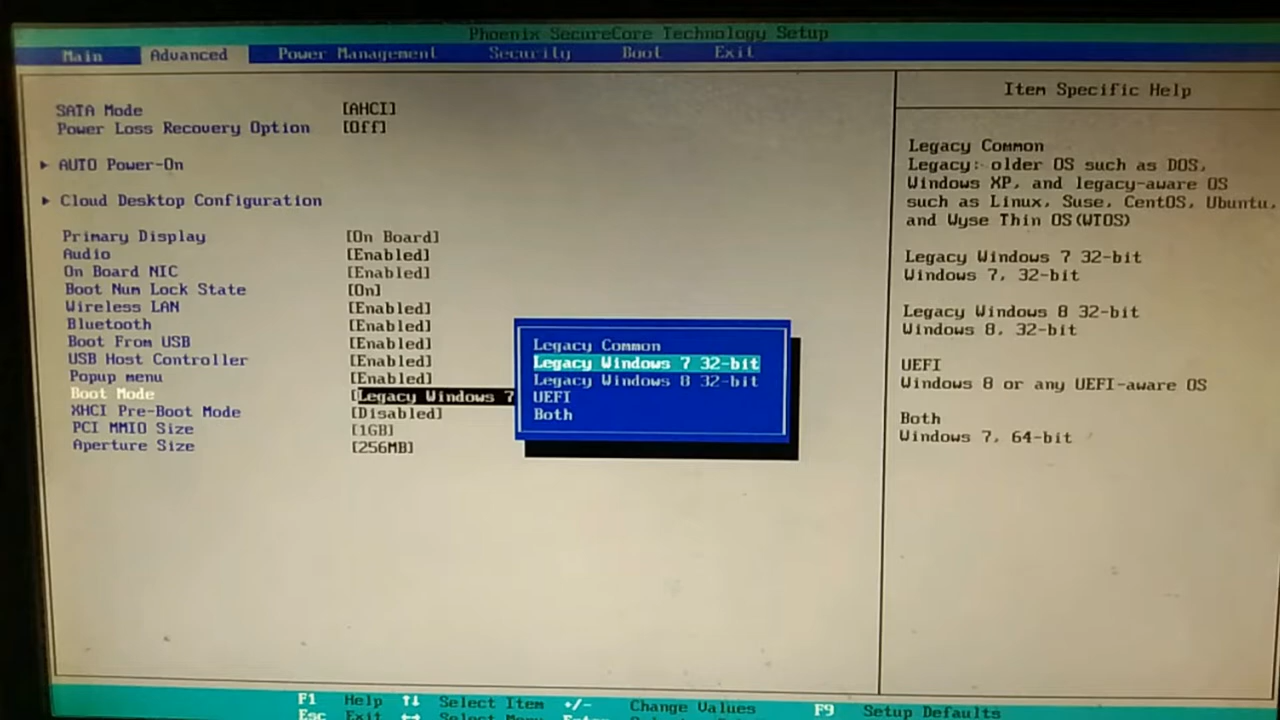 Phoenix SecureCore Technology Setup
Main Advanced Power Management Security Boot Exit
SATA Mode [AHCI]
Power Loss Recovery Option [Off]
AUTO Power-On
Cloud Desktop Configuration
Primary Display [On Board]
Audio [Enabled]
On Board NIC [Enabled]
Boot Num Lock State [On]
Wireless LAN [Enabled]
Bluetooth [Enabled]
Boot From USB [Enabled]
USB Host Controller [Enabled]
Popup menu [Enabled]
Boot Mode [Legacy Windows 7
XHCI Pre-Boot Mode [Disabled]
PCI MMIO Size [1GB]
Aperture Size [256MB]
Legacy Common
Legacy Windows 7 32-bit
Legacy Windows 8 32-bit
UEFI
Both
Item Specific Help
Legacy Common
Legacy: older OS such as DOS,
Windows XP, and legacy-aware OS
such as Linux, Suse, CentOS, Ubuntu,
and Wyse Thin OS(WTOS)
Legacy Windows 7 32-bit
Windows 7, 32-bit
Legacy Windows 8 32-bit
Windows 8, 32-bit
UEFI
Windows 8 or any UEFI-aware OS
Both
Windows 7, 64-bit
F1 Help ↑↓ Select Item +/- Change Values F9 Setup Defaults
Esc Exit ↔ Select Menu Enter